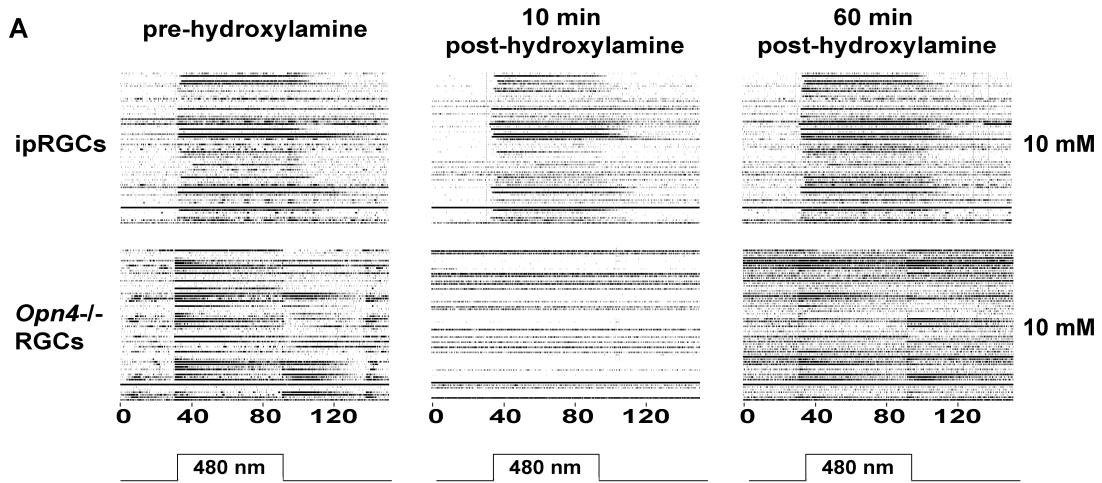 A
pre-hydroxylamine
10 min
post-hydroxylamine
60 min
post-hydroxylamine
ipRGCs
10 mM
Opn4-/-
RGCs
10 mM
0 40 80 120
0 40 80 120
0 40 80 120
480 nm
480 nm
480 nm